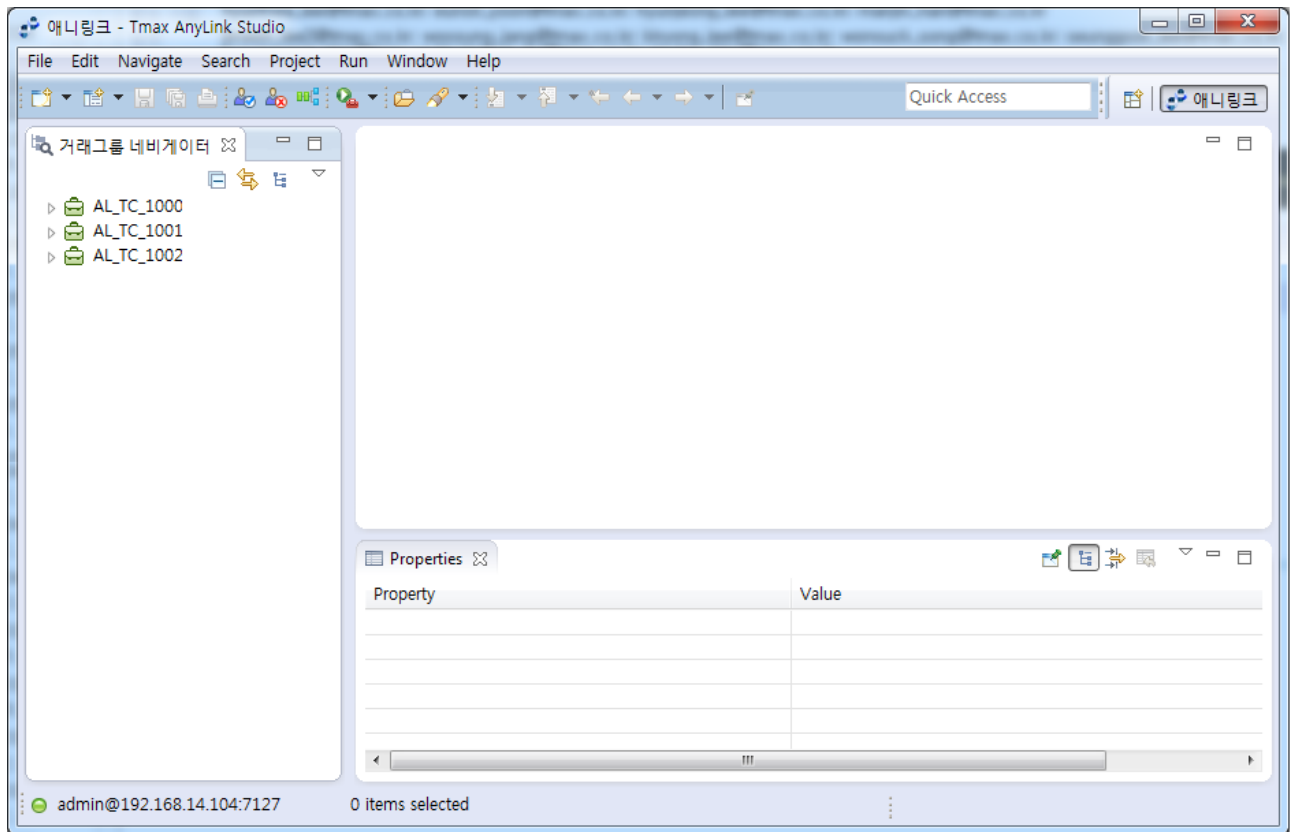 애니링크 - Tmax AnyLink Studio
File Edit Navigate Search Project Run Window Help
Quick Access
애니링크
거래그룹 네비게이터
AL_TC_1000
AL_TC_1001
AL_TC_1002
Properties
Property Value
admin@192.168.14.104:7127 0 items selected